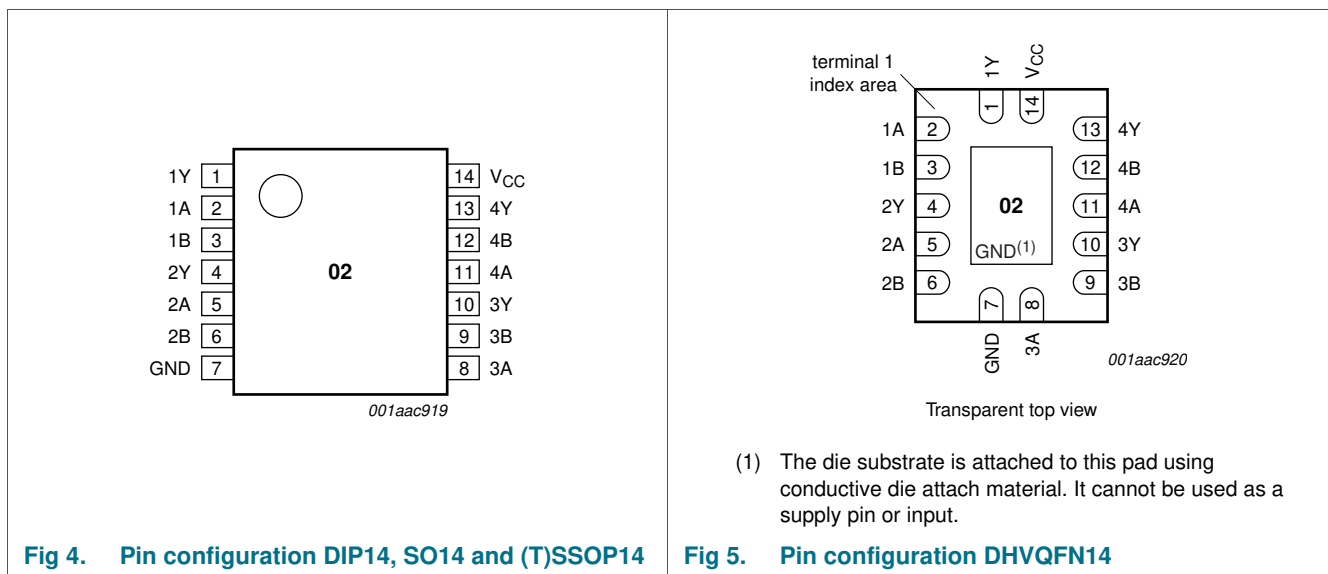 1Y 1 14 VCC
1A 2 13 4Y
1B 3 12 4B
2Y 4 02 11 4A
2A 5 10 3Y
2B 6 9 3B
GND 7 8 3A
001aac919
Fig 4. Pin configuration DIP14, SO14 and (T)SSOP14
terminal 1
index area
1Y VCC
1 14
1A 2 13 4Y
1B 3 12 4B
2Y 4 02 11 4A
2A 5 GND(1) 10 3Y
2B 6 9 3B
7 8
GND 3A
001aac920
Transparent top view
(1) The die substrate is attached to this pad using
conductive die attach material. It cannot be used as a
supply pin or input.
Fig 5. Pin configuration DHVQFN14